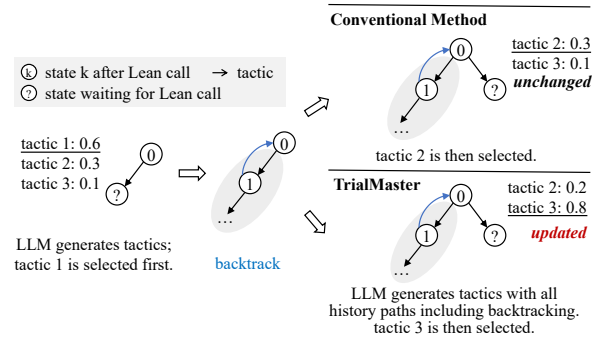 Conventional Method
k state k after Lean call → tactic
? state waiting for Lean call
tactic 1: 0.6
tactic 2: 0.3
tactic 3: 0.1
0
?
LLM generates tactics;
tactic 1 is selected first.
0
1
...
backtrack
0
1
?
...
tactic 2: 0.3
tactic 3: 0.1
unchanged
tactic 2 is then selected.
TrialMaster
0
1
?
...
tactic 2: 0.2
tactic 3: 0.8
updated
LLM generates tactics with all
history paths including backtracking.
tactic 3 is then selected.